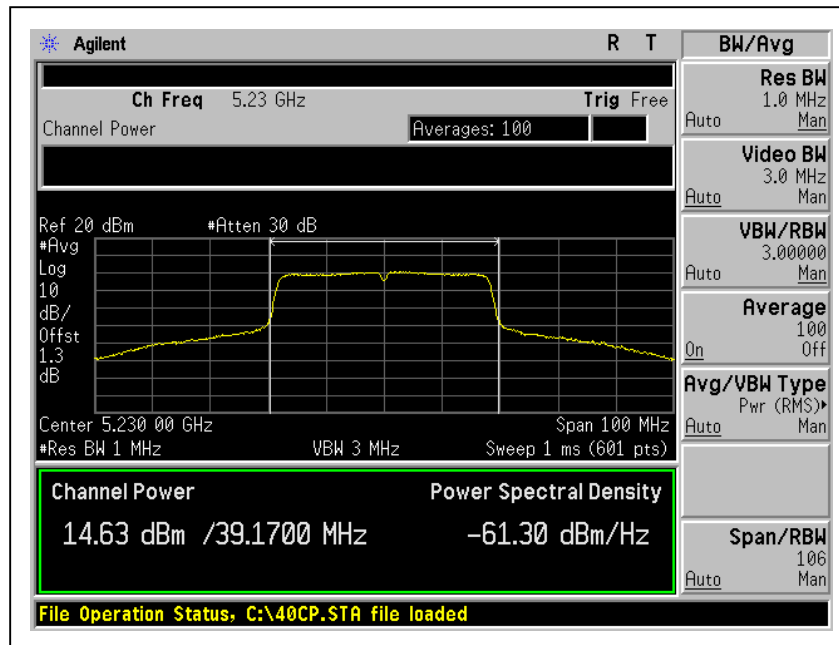 Agilent R T
Ch Freq 5.23 GHz Trig Free
Channel Power Averages: 100
Ref 20 dBm #Atten 30 dB
#Avg
Log
10
dB/
Offst
1.3
dB
Center 5.230 00 GHz Span 100 MHz
#Res BW 1 MHz VBW 3 MHz Sweep 1 ms (601 pts)
Channel Power Power Spectral Density
14.63 dBm /39.1700 MHz -61.30 dBm/Hz
File Operation Status, C:\40CP.STA file loaded
BW/Avg
Res BW
1.0 MHz
Auto Man
Video BW
3.0 MHz
Auto Man
VBW/RBW
3.00000
Auto Man
Average
100
On Off
Avg/VBW Type
Pwr (RMS)▸
Auto Man
Span/RBW
106
Auto Man